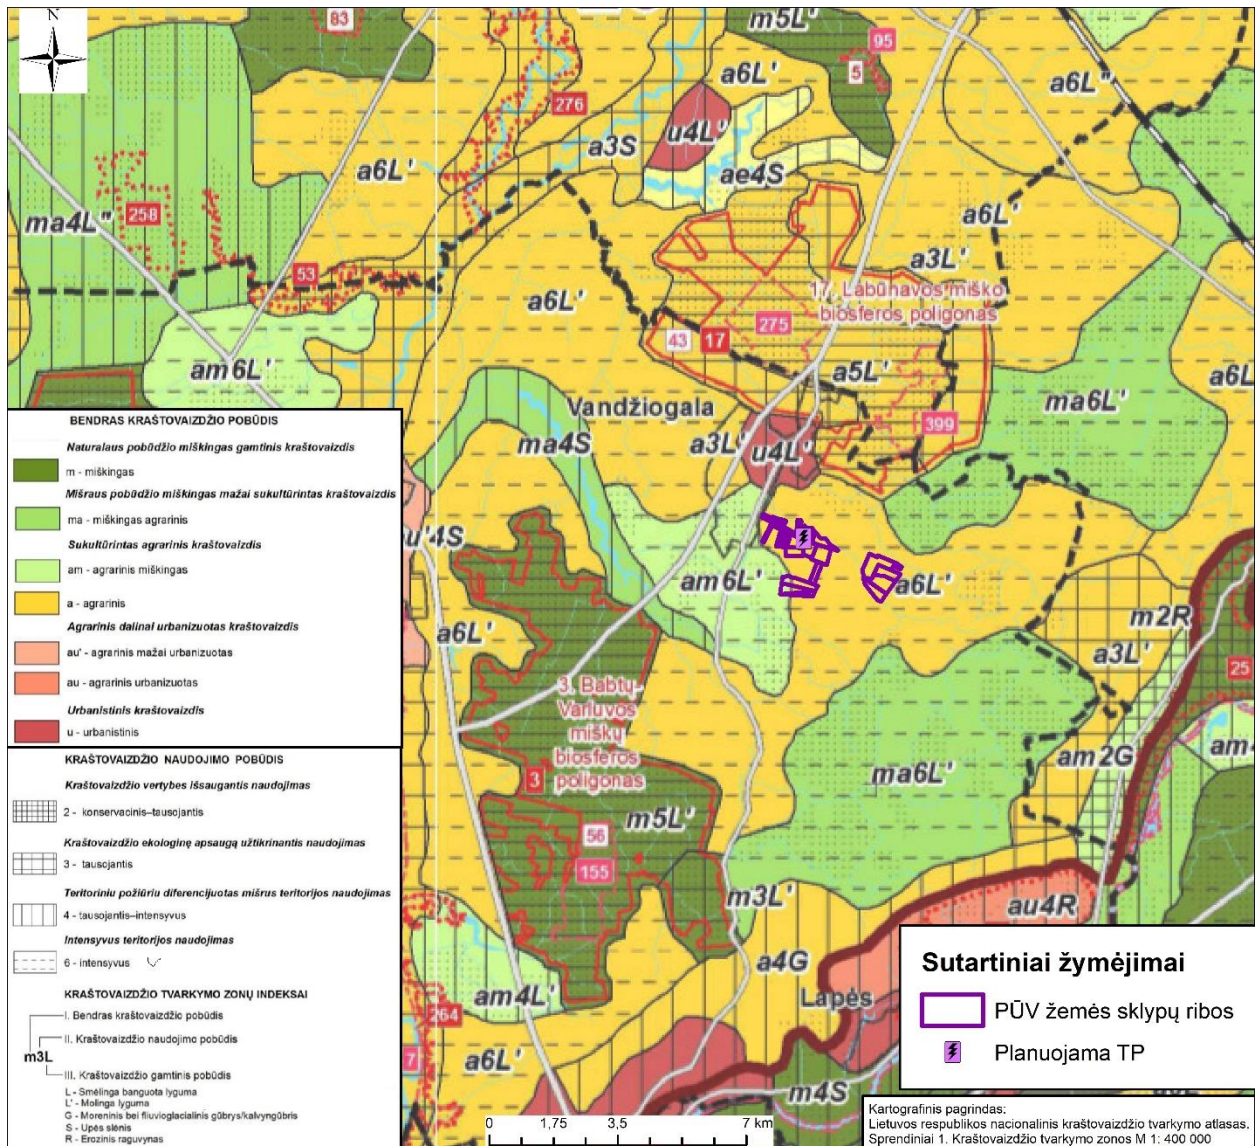 N
83
m5L'
95
5
a6L'
a6L"
276
u4L'
a3S
ae4S
a6L'
ma4L"
258
53
a6L'
a3L'
17. Labūnavos miško
biosferos poligonas
a6L'
275
43
17
am6L'
a5L'
a6L
ma6L'
Vandžiogala
399
ma4S
a3L'
u4L'
u'4S
am6L'
a6L'
m2R
a6L'
a3L'
25
3. Babtų-
Varluvos
miškų
biosferos
poligonas
am2G
am
3
ma6L'
m5L'
56
155
m3L'
au4R
a4G
am4L'
Lapės
264
7
a6L'
m4S
BENDRAS KRAŠTOVAIZDŽIO POBŪDIS
Naturalaus pobūdžio miškingas gamtinis kraštovaizdis
m - miškingas
Mišraus pobūdžio miškingas mažai sukultūrintas kraštovaizdis
ma - miškingas agrarinis
Sukultūrintas agrarinis kraštovaizdis
am - agrarinis miškingas
a - agrarinis
Agrarinis dalinai urbanizuotas kraštovaizdis
au' - agrarinis mažai urbanizuotas
au - agrarinis urbanizuotas
Urbanistinis kraštovaizdis
u - urbanistinis
KRAŠTOVAIZDŽIO NAUDOJIMO POBŪDIS
Kraštovaizdžio vertybes išsaugantis naudojimas
2 - konservacinis–tausojantis
Kraštovaizdžio ekologinę apsaugą užtikrinantis naudojimas
3 - tausojantis
Teritoriniu požiūriu diferencijuotas mišrus teritorijos naudojimas
4 - tausojantis–intensyvus
Intensyvus teritorijos naudojimas
6 - intensyvus
KRAŠTOVAIZDŽIO TVARKYMO ZONŲ INDEKSAI
I. Bendras kraštovaizdžio pobūdis
II. Kraštovaizdžio naudojimo pobūdis
m3L
III. Kraštovaizdžio gamtinis pobūdis
L - Smėlinga banguota lyguma
L' - Molinga lyguma
G - Moreninis bei fliuvioglacialinis gūbrys/kalvyngūbris
S - Upės slėnis
R - Erozinis raguvynas
0 1,75 3,5 7 km
Sutartiniai žymėjimai
PŪV žemės sklypų ribos
Planuojama TP
Kartografinis pagrindas:
Lietuvos respublikos nacionalinis kraštovaizdžio tvarkymo atlasas
Sprendiniai 1. Kraštovaizdžio tvarkymo zonos M 1: 400 000